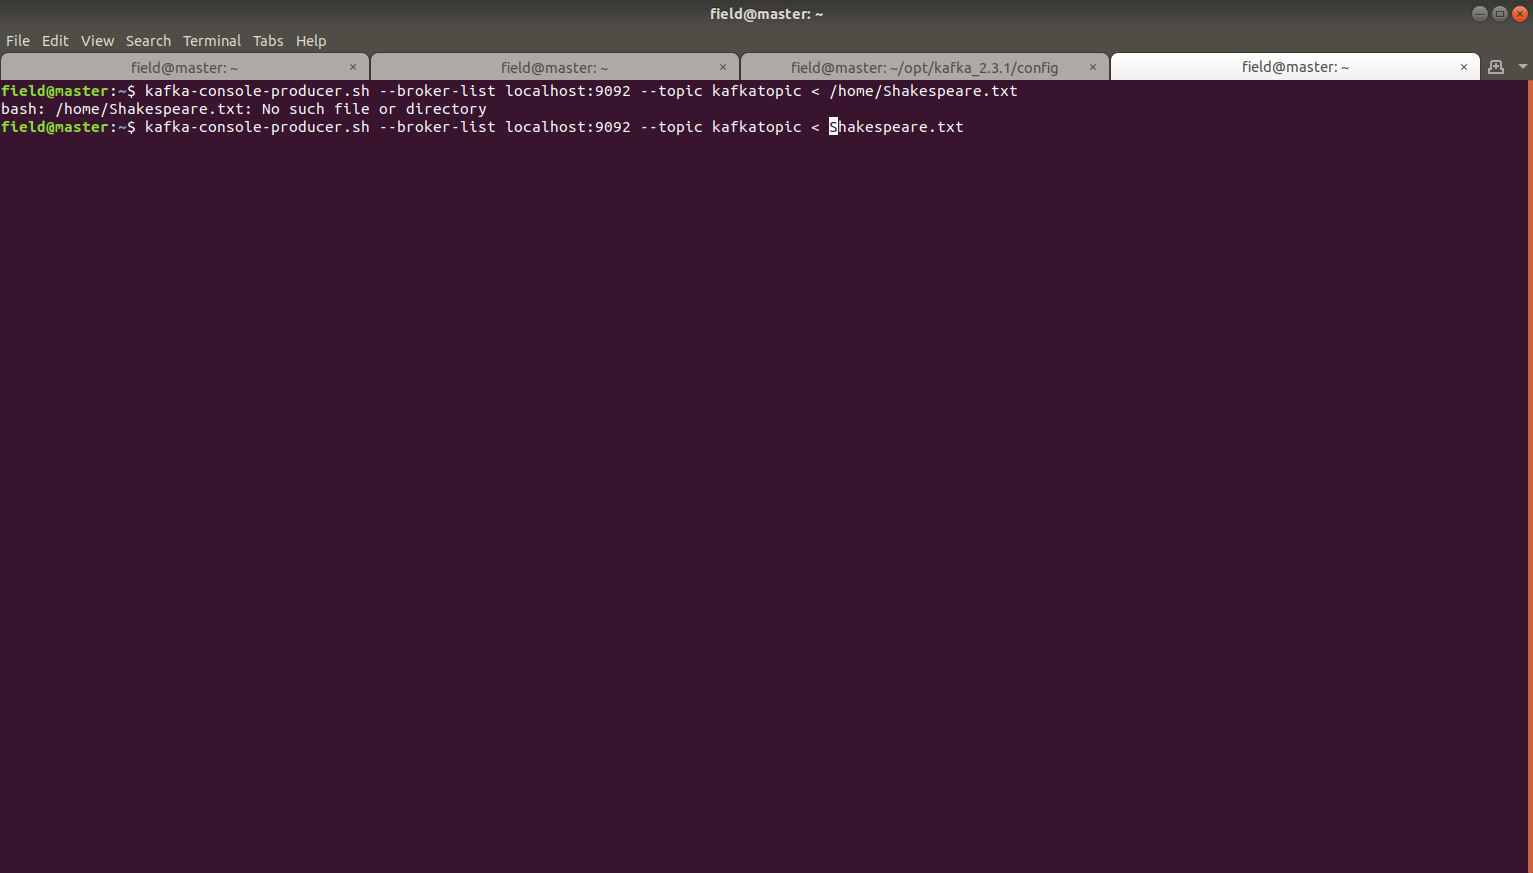 field@master: ~
File Edit View Search Terminal Tabs Help
field@master: ~ × field@master: ~ × field@master: ~/opt/kafka_2.3.1/config × field@master: ~ ×
field@master:~$ kafka-console-producer.sh --broker-list localhost:9092 --topic kafkatopic < /home/Shakespeare.txt
bash: /home/Shakespeare.txt: No such file or directory
field@master:~$ kafka-console-producer.sh --broker-list localhost:9092 --topic kafkatopic < Shakespeare.txt